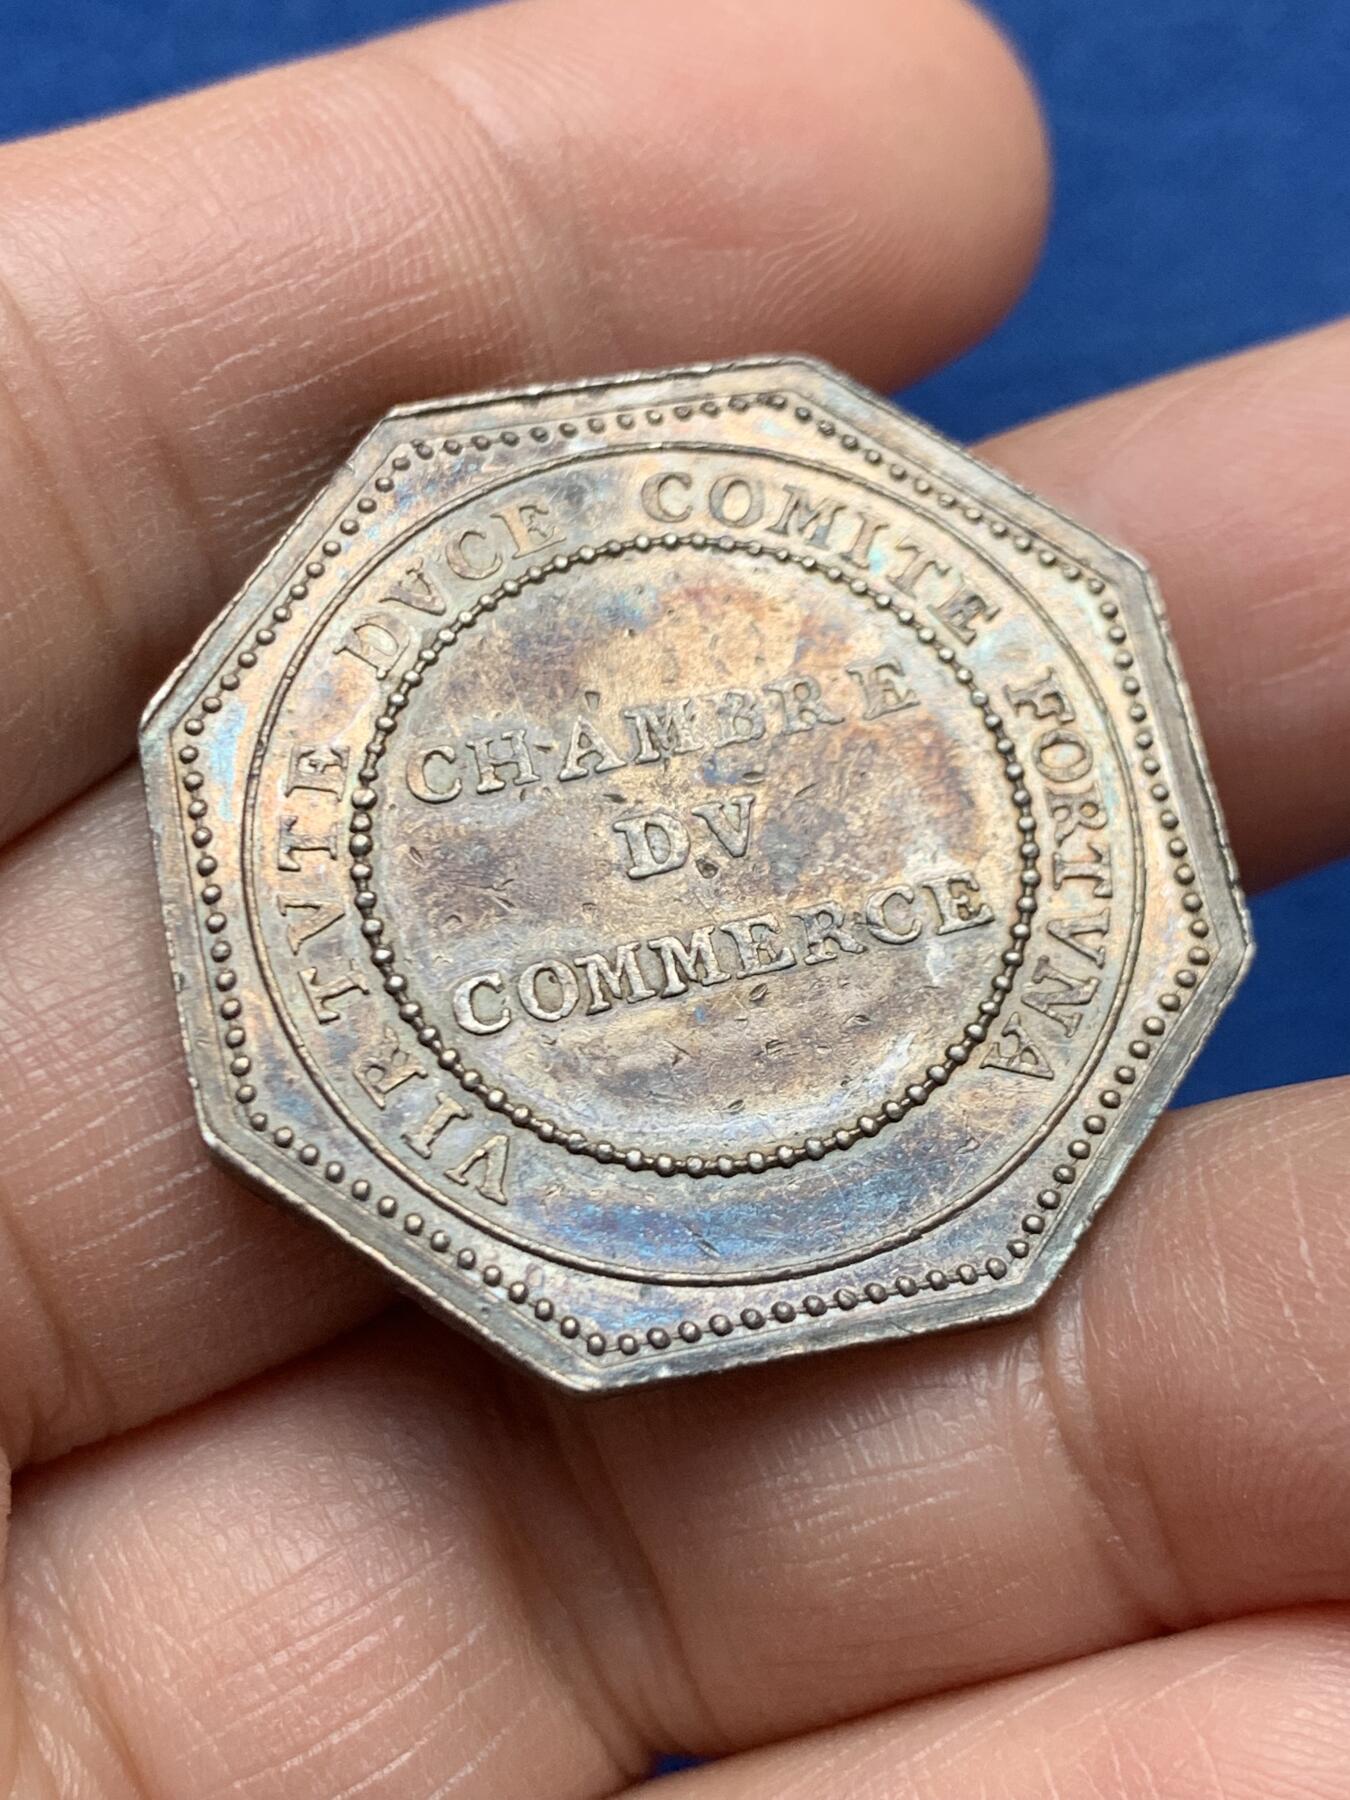 VIRTVTE DVCE COMITE FORTVNA
CHAMBRE
DV
COMMERCE